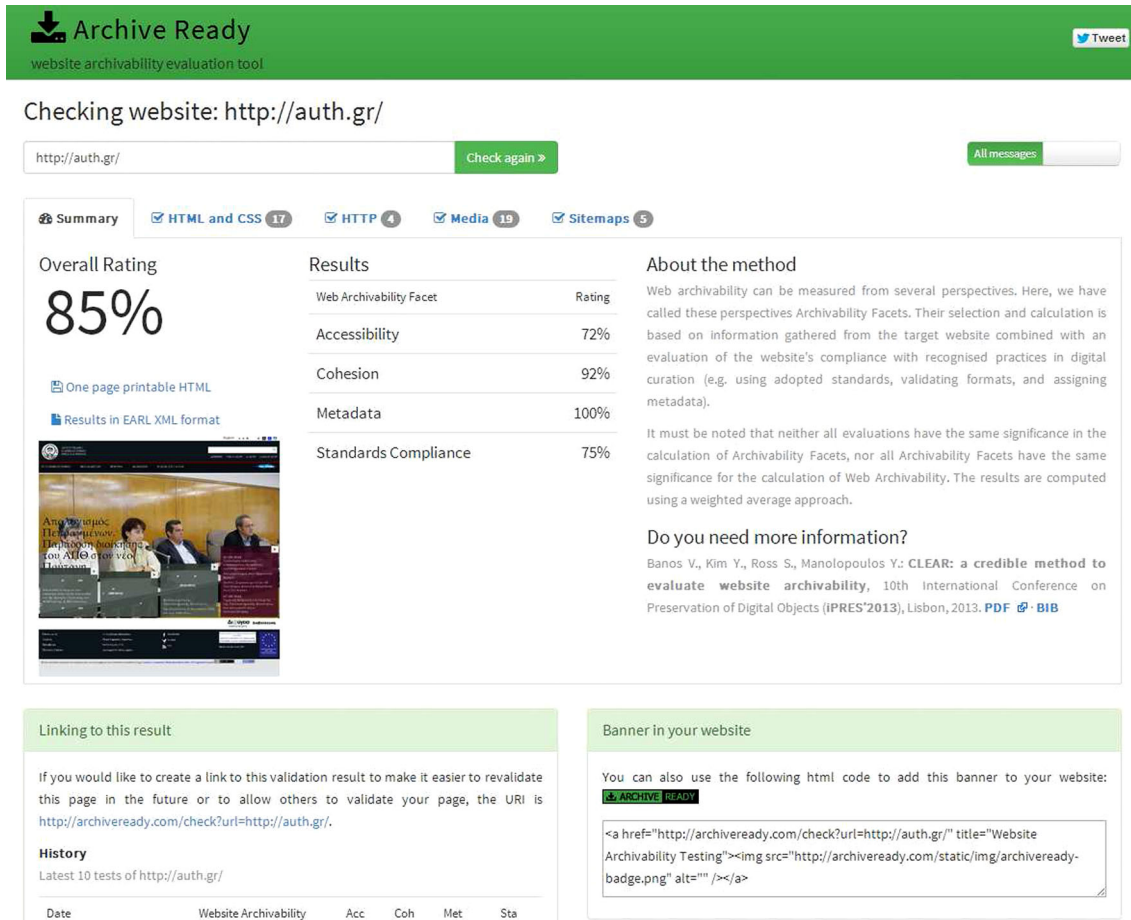 Archive Ready
website archivability evaluation tool
Tweet
Checking website: http://auth.gr/
http://auth.gr/
Check again »
All messages
Summary
HTML and CSS 17
HTTP 4
Media 19
Sitemaps 5
Overall Rating
85%
One page printable HTML
Results in EARL XML format
Απολογισμός
Πεπραγμένων.
Παράδοση διοίκησης
του ΑΠΘ στον νέο
Πρύτανη
Results
Web Archivability Facet Rating
Accessibility 72%
Cohesion 92%
Metadata 100%
Standards Compliance 75%
About the method
Web archivability can be measured from several perspectives. Here, we have
called these perspectives Archivability Facets. Their selection and calculation is
based on information gathered from the target website combined with an
evaluation of the website's compliance with recognised practices in digital
curation (e.g. using adopted standards, validating formats, and assigning
metadata).
It must be noted that neither all evaluations have the same significance in the
calculation of Archivability Facets, nor all Archivability Facets have the same
significance for the calculation of Web Archivability. The results are computed
using a weighted average approach.
Do you need more information?
Banos V., Kim Y., Ross S., Manolopoulos Y.: CLEAR: a credible method to
evaluate website archivability, 10th International Conference on
Preservation of Digital Objects (iPRES'2013), Lisbon, 2013. PDF · BIB
Linking to this result
If you would like to create a link to this validation result to make it easier to revalidate
this page in the future or to allow others to validate your page, the URI is
http://archiveready.com/check?url=http://auth.gr/.
History
Latest 10 tests of http://auth.gr/
Date Website Archivability Acc Coh Met Sta
Banner in your website
You can also use the following html code to add this banner to your website:
ARCHIVE READY
<a href="http://archiveready.com/check?url=http://auth.gr/" title="Website
Archivability Testing"><img src="http://archiveready.com/static/img/archiveready-
badge.png" alt="" /></a>